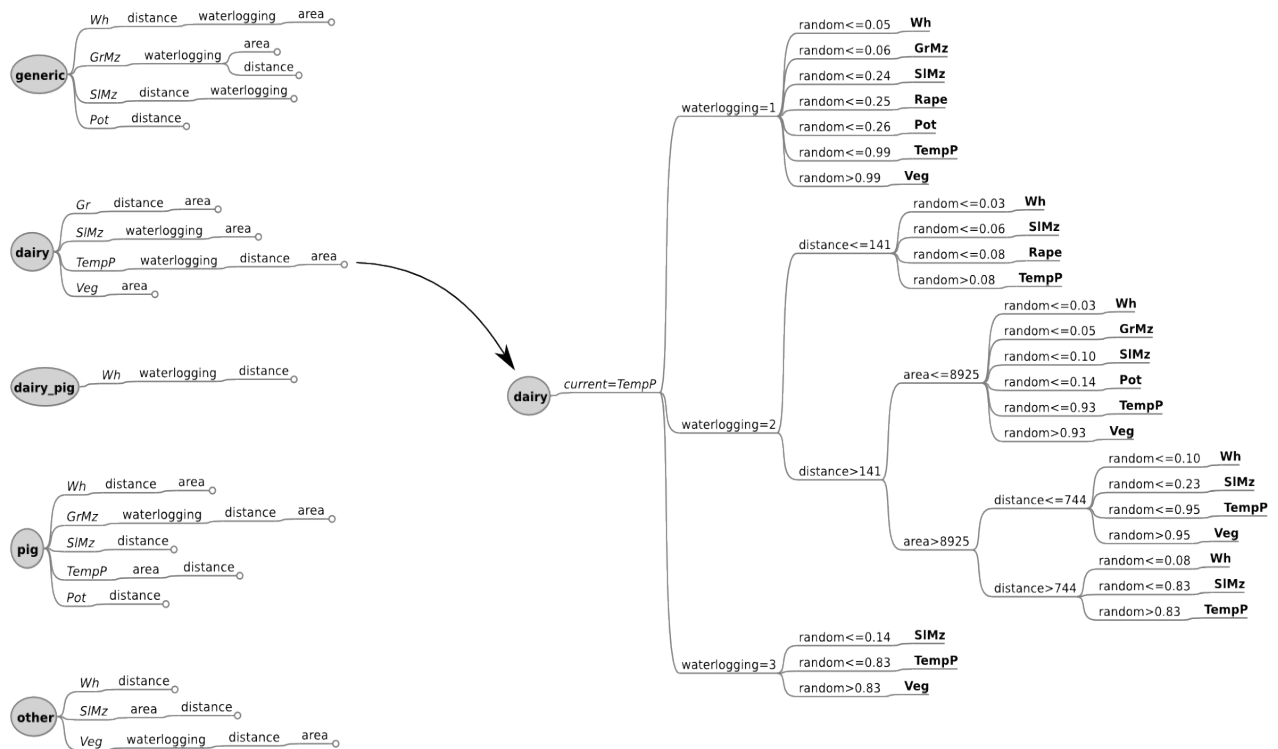 generic
Wh distance waterlogging area
GrMz waterlogging area
distance
SlMz distance waterlogging
Pot distance
dairy
Gr distance area
SlMz waterlogging area
TempP waterlogging distance area
Veg area
dairy_pig
Wh waterlogging distance
pig
Wh distance area
GrMz waterlogging distance area
SlMz distance
TempP area distance
Pot distance
other
Wh distance
SlMz area distance
Veg waterlogging distance area
dairy
current=TempP
waterlogging=1
random<=0.05 Wh
random<=0.06 GrMz
random<=0.24 SlMz
random<=0.25 Rape
random<=0.26 Pot
random<=0.99 TempP
random>0.99 Veg
waterlogging=2
distance<=141
random<=0.03 Wh
random<=0.06 SlMz
random<=0.08 Rape
random>0.08 TempP
distance>141
area<=8925
random<=0.03 Wh
random<=0.05 GrMz
random<=0.10 SlMz
random<=0.14 Pot
random<=0.93 TempP
random>0.93 Veg
area>8925
distance<=744
random<=0.10 Wh
random<=0.23 SlMz
random<=0.95 TempP
random>0.95 Veg
distance>744
random<=0.08 Wh
random<=0.83 SlMz
random>0.83 TempP
waterlogging=3
random<=0.14 SlMz
random<=0.83 TempP
random>0.83 Veg